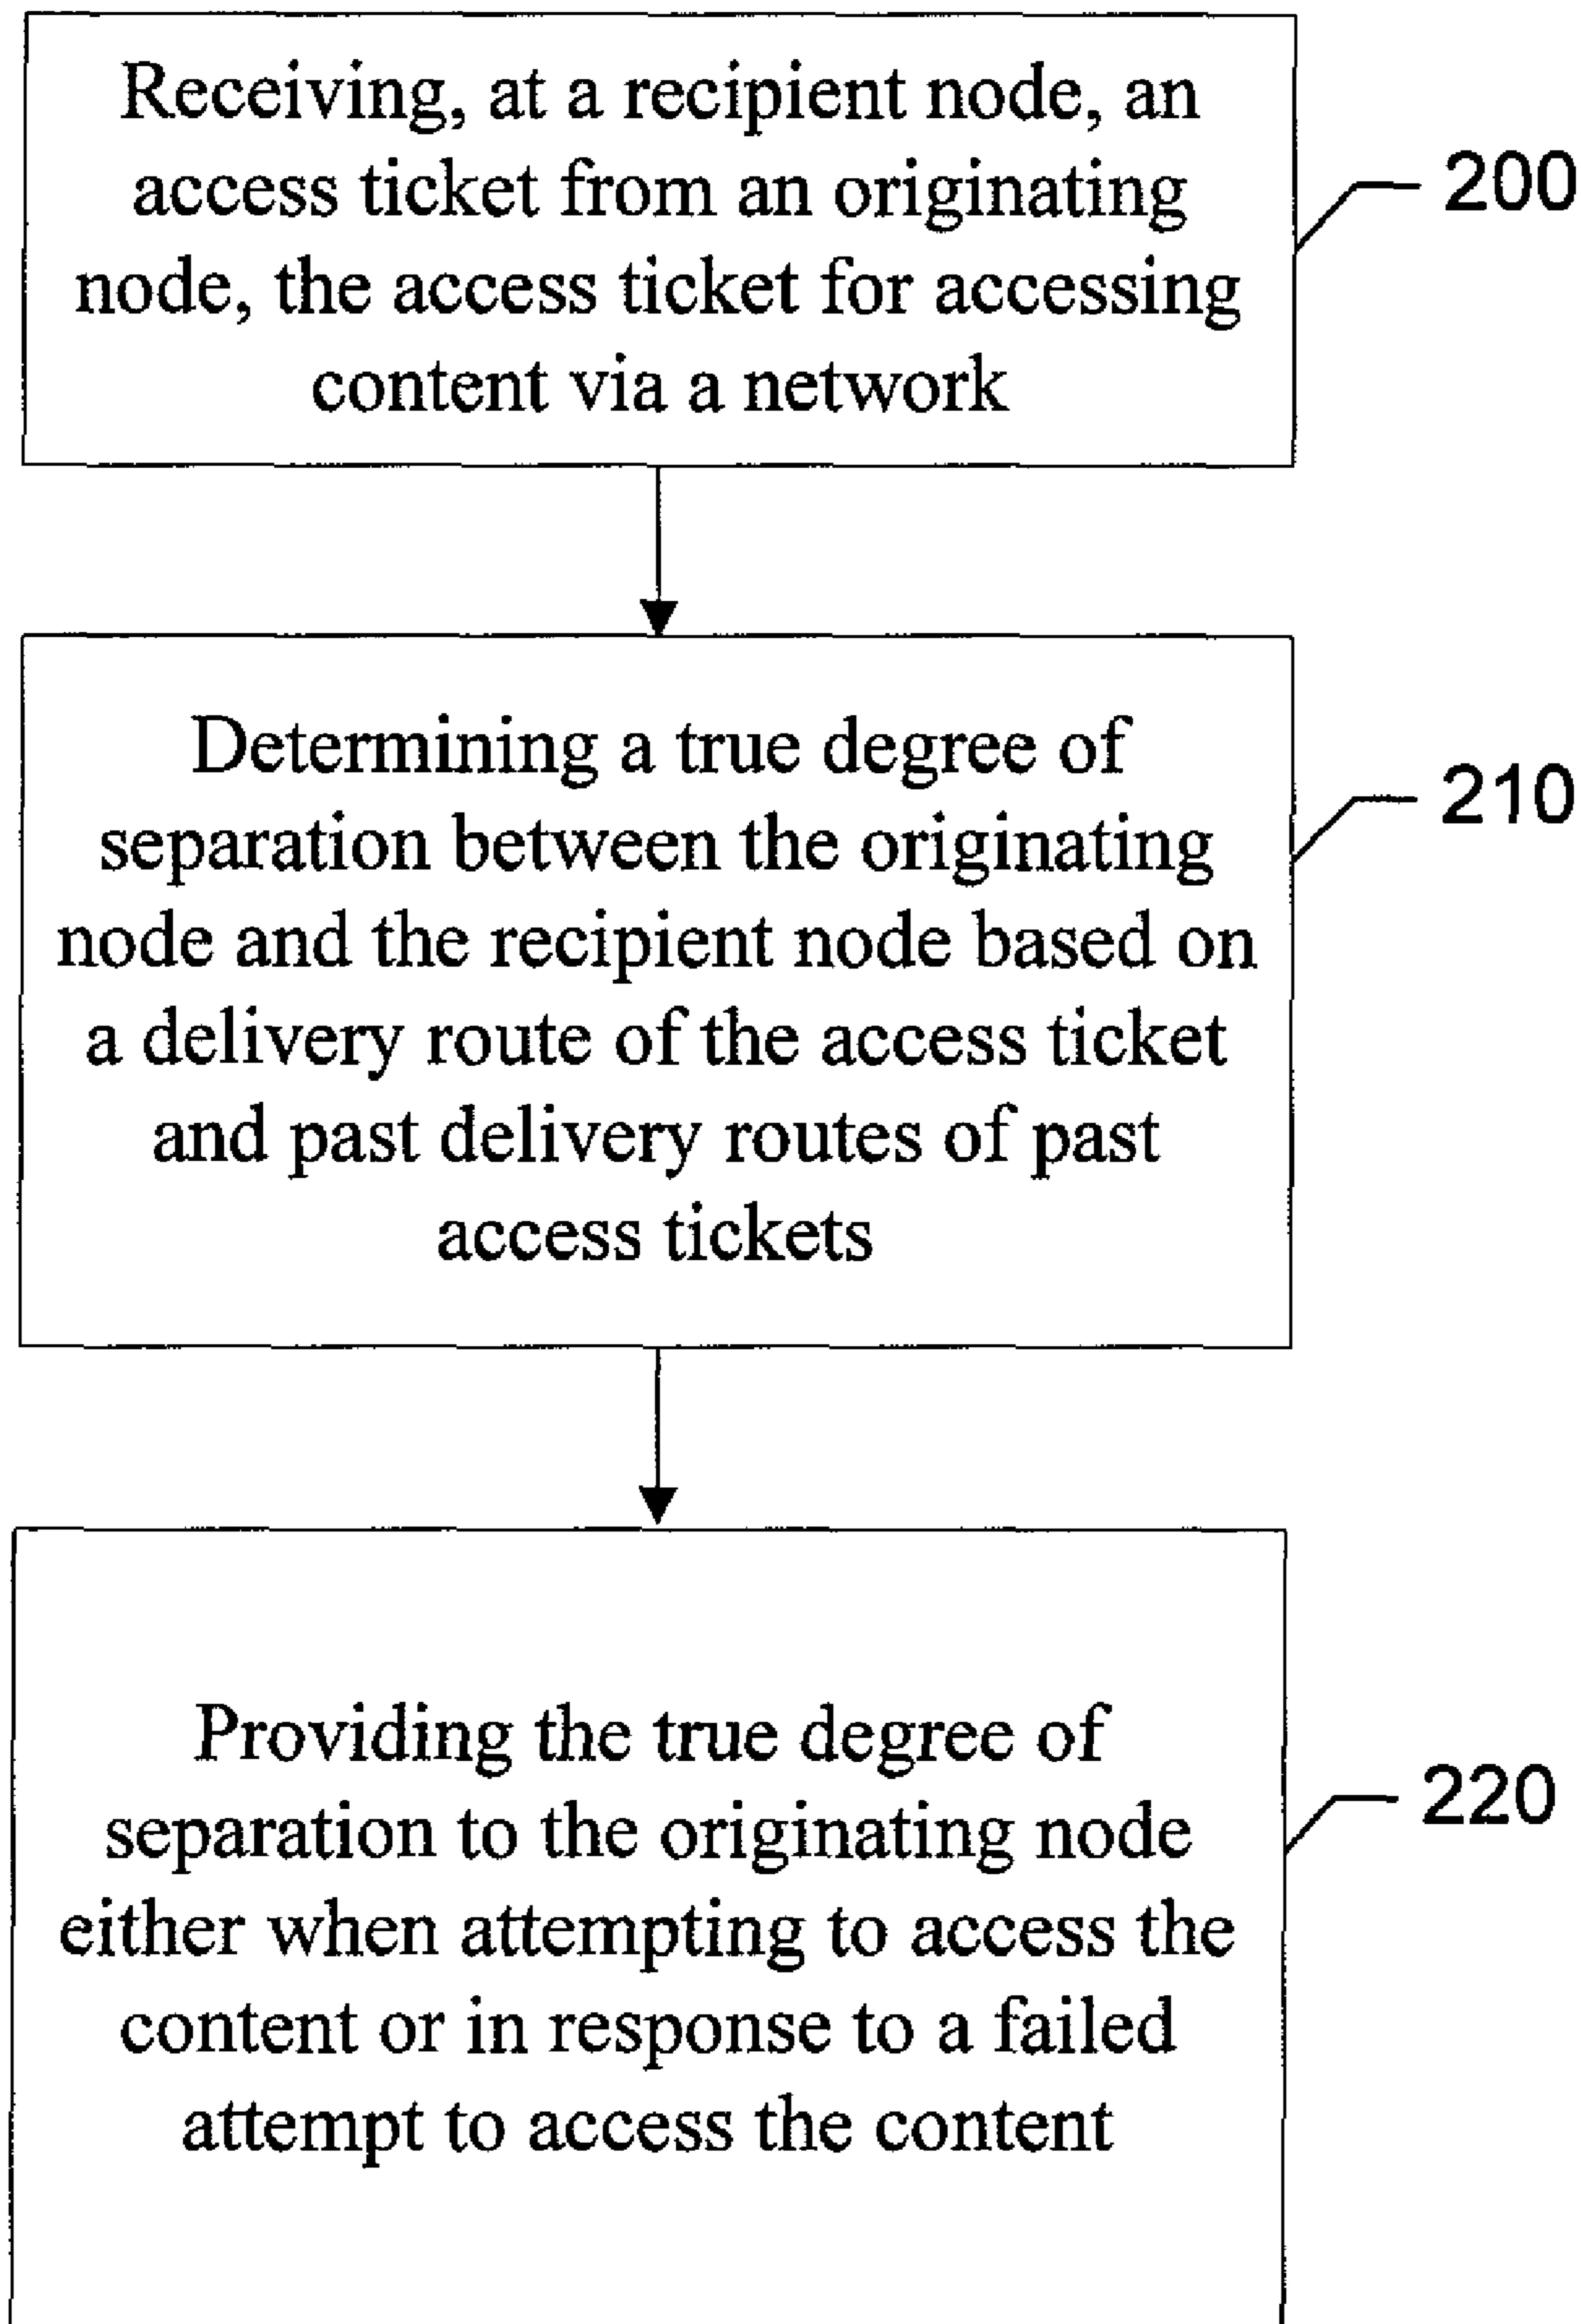 Receiving, at a recipient node, an
access ticket from an originating
node, the access ticket for accessing
content via a network
200
Determining a true degree of
separation between the originating
node and the recipient node based on
a delivery route of the access ticket
and past delivery routes of past
access tickets
210
Providing the true degree of
separation to the originating node
either when attempting to access the
content or in response to a failed
attempt to access the content
220